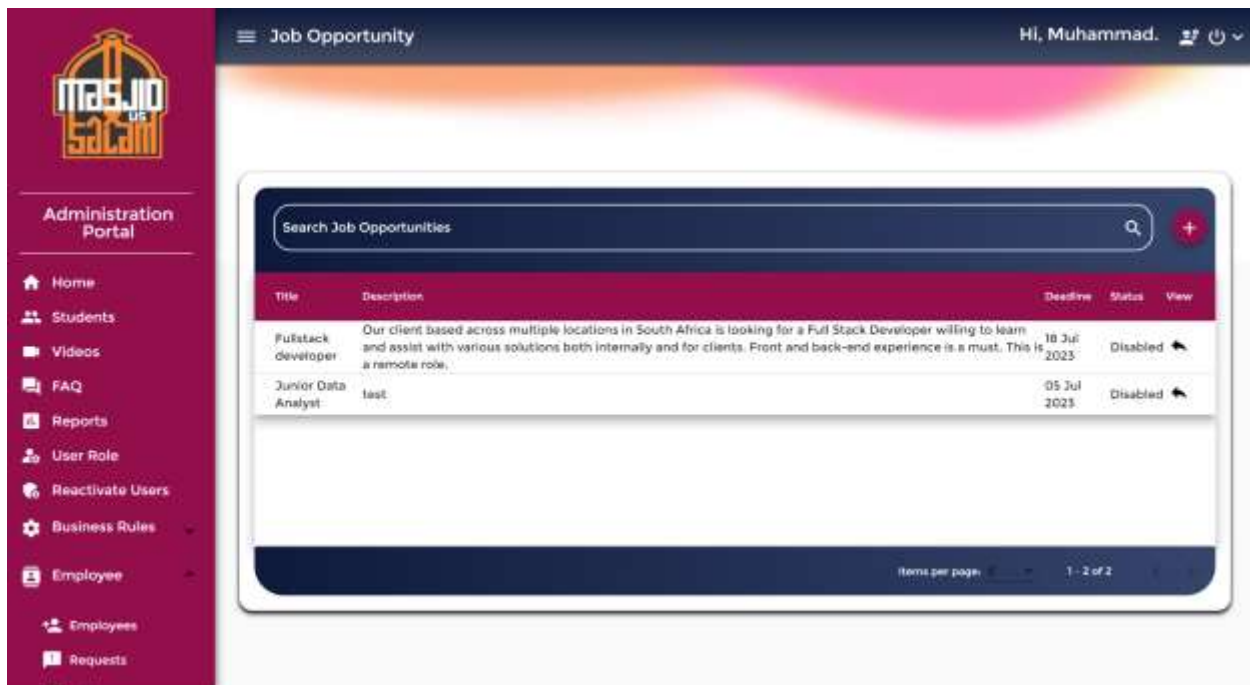 MASJID
US
SALAM
Administration
Portal
Home
Students
Videos
FAQ
Reports
User Role
Reactivate Users
Business Rules
Employee
Employees
Requests
Job Opportunity
Hi, Muhammad.
Search Job Opportunities
+
Title Description Deadline Status View
Fullstack
developer
Our client based across multiple locations in South Africa is looking for a Full Stack Developer willing to learn
and assist with various solutions both internally and for clients. Front and back-end experience is a must. This is
a remote role.
18 Jul
2023
Disabled
Junior Data
Analyst
test
05 Jul
2023
Disabled
Items per page:
1 - 2 of 2